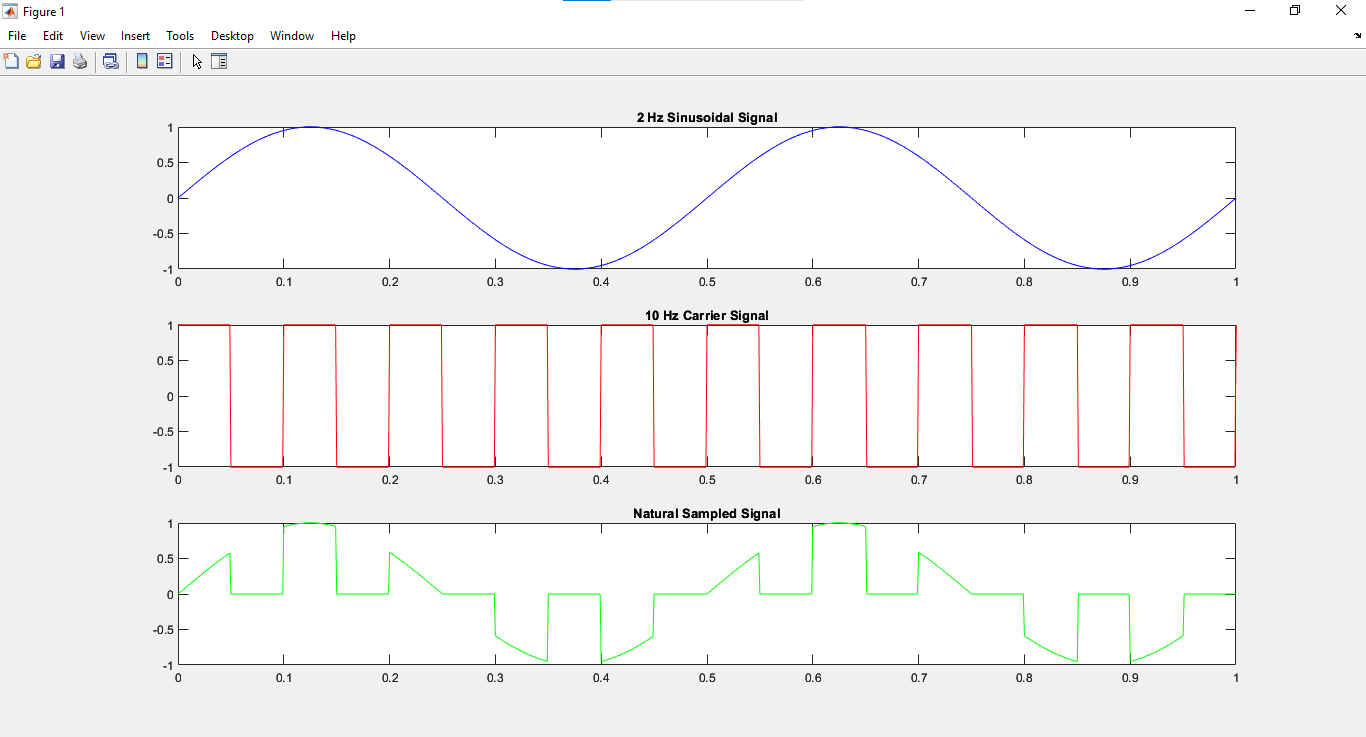 Figure 1
File Edit View Insert Tools Desktop Window Help
2 Hz Sinusoidal Signal
1
0.5
0
-0.5
-1
0 0.1 0.2 0.3 0.4 0.5 0.6 0.7 0.8 0.9 1
10 Hz Carrier Signal
1
0.5
0
-0.5
-1
0 0.1 0.2 0.3 0.4 0.5 0.6 0.7 0.8 0.9 1
Natural Sampled Signal
1
0.5
0
-0.5
-1
0 0.1 0.2 0.3 0.4 0.5 0.6 0.7 0.8 0.9 1